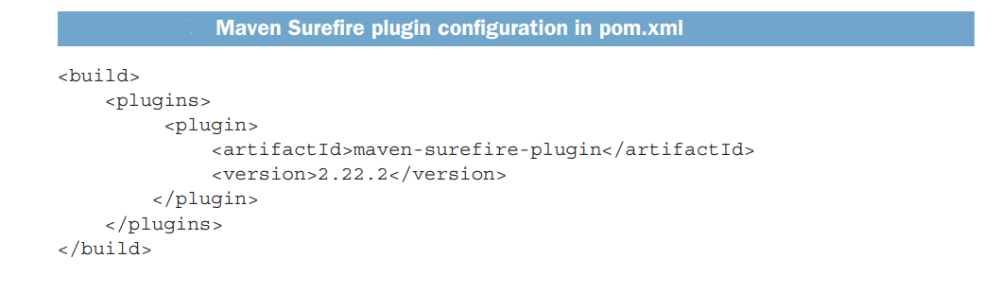 Maven Surefire plugin configuration in pom.xml
<build>
    <plugins>
         <plugin>
             <artifactId>maven-surefire-plugin</artifactId>
             <version>2.22.2</version>
        </plugin>
    </plugins>
</build>